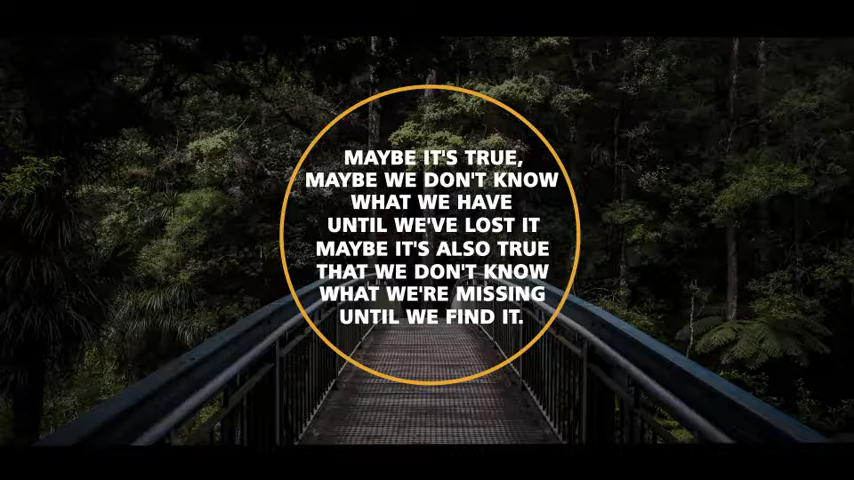 MAYBE IT'S TRUE,
MAYBE WE DON'T KNOW
WHAT WE HAVE
UNTIL WE'VE LOST IT
MAYBE IT'S ALSO TRUE
THAT WE DON'T KNOW
WHAT WE'RE MISSING
UNTIL WE FIND IT.